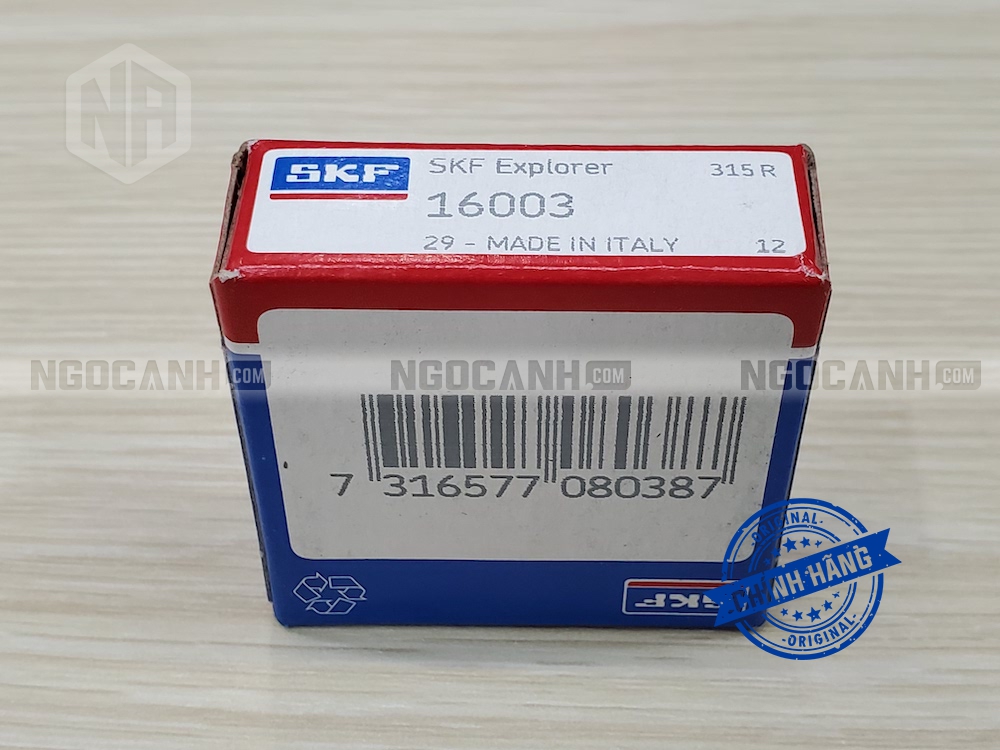 NA
SKF
SKF Explorer
315 R
16003
29 - MADE IN ITALY
12
NGOCANH.COM
NGOCANH.COM
NGOCANH.COM
7 316577 080387
SKF
ORIGINAL
CHÍNH HÃNG
ORIGINAL